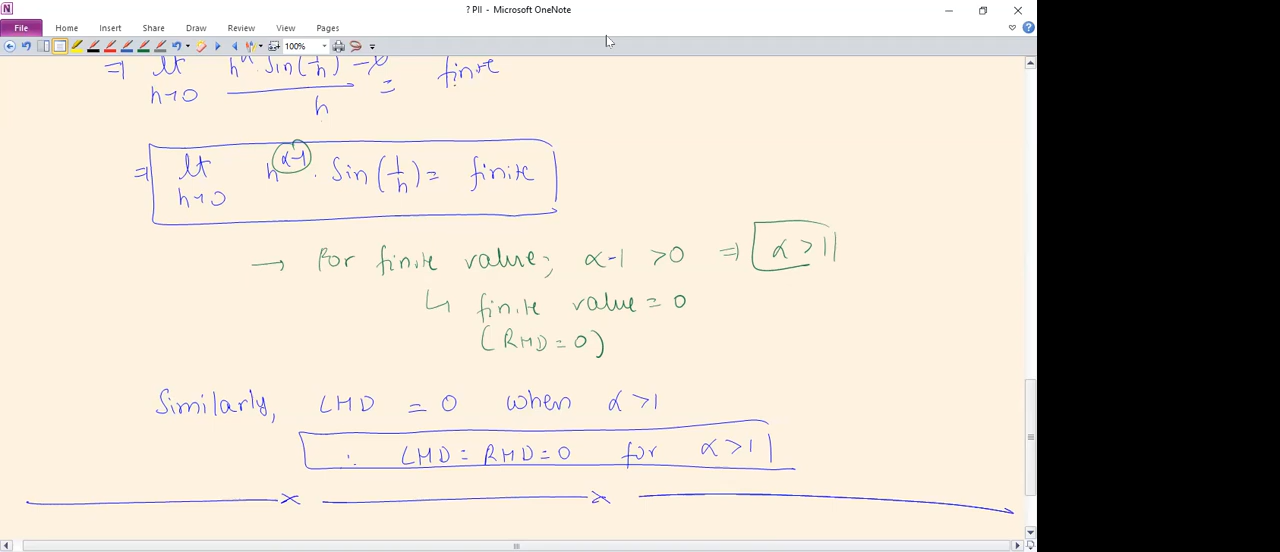 ? PII - Microsoft OneNote
File Home Insert Share Draw Review View
100%
⇒ lt h^α · Sin(1/h) - 0 = finite
h→0 h
⇒ lt h^(α-1) · Sin(1/h) = finite
h→0
→ For finite value; α-1 >0 ⇒ α >1
↳ finite value = 0
(RHD = 0)
Similarly, LHD = 0 when α >1
∴ LHD = RHD = 0 for α >1